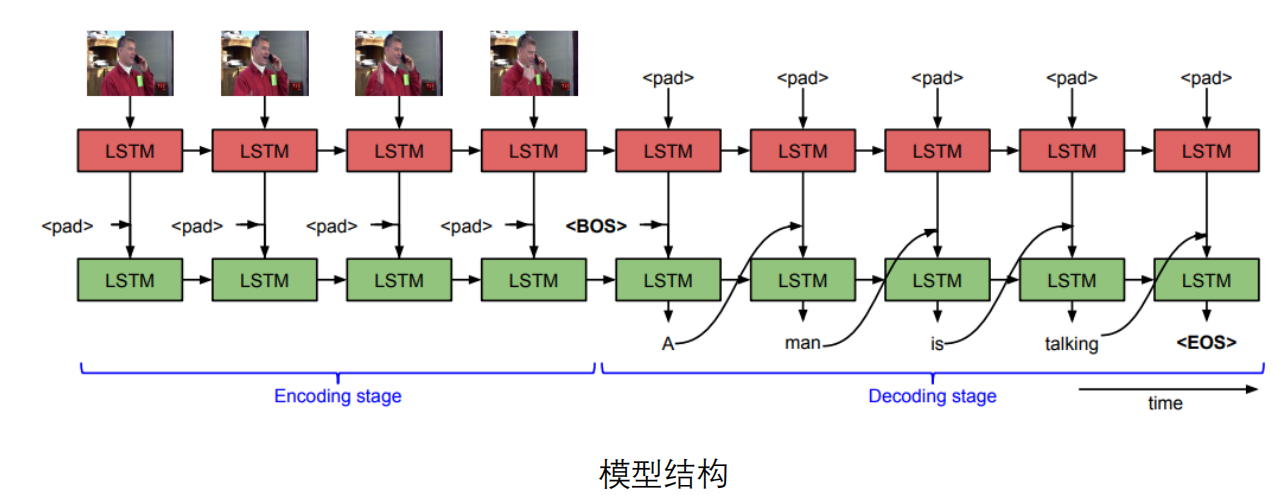 <pad> <pad> <pad> <pad> <pad>
LSTM LSTM LSTM LSTM LSTM LSTM LSTM LSTM LSTM
<pad> <pad> <pad> <pad> <BOS>
LSTM LSTM LSTM LSTM LSTM LSTM LSTM LSTM LSTM
A man is talking <EOS>
Encoding stage Decoding stage
time
模型结构